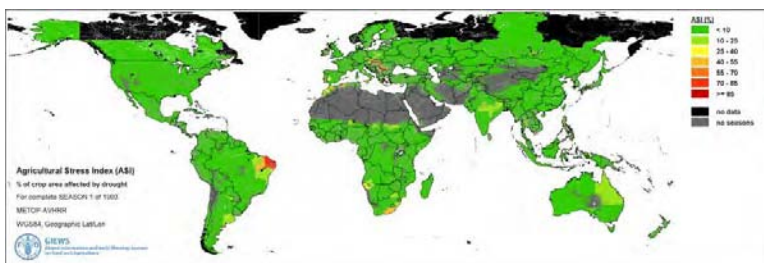 Agricultural Stress Index (ASI)
% of crop area affected by drought
For complete SEASON 1 of 1993
METOP-AVHRR
WGS84, Geographic Lat/Lon
GIEWS
ASI (%)
< 10
10 - 25
25 - 40
40 - 55
55 - 70
70 - 85
>= 85
no data
no seasons